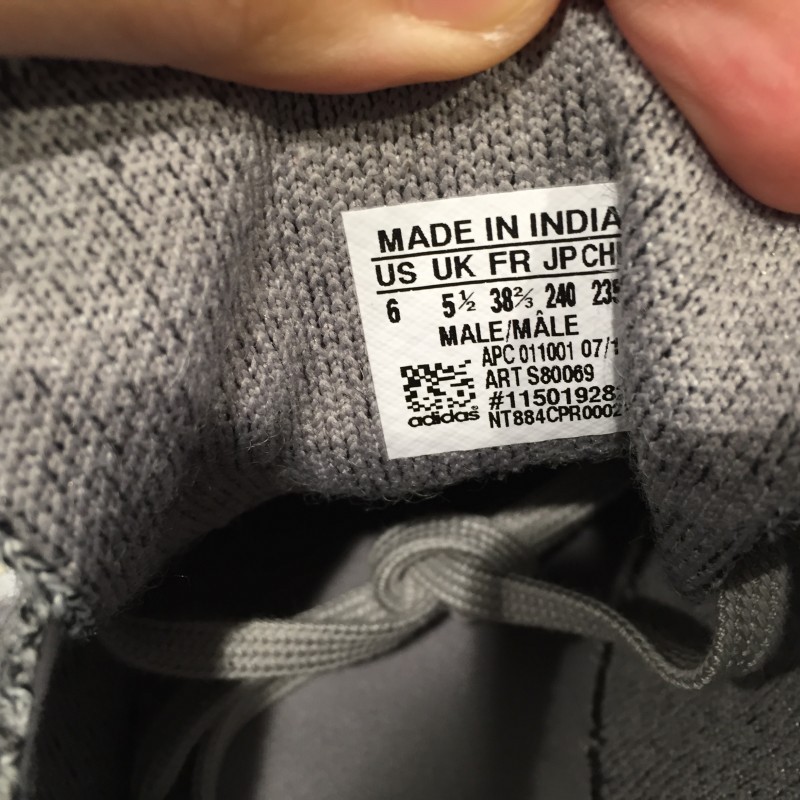 MADE IN INDIA
US UK FR JP CH
6 5½ 38⅔ 240 235
MALE/MÂLE
APC 011001 07/1
ART S80069
#11501928
adidas NT884CPR0002